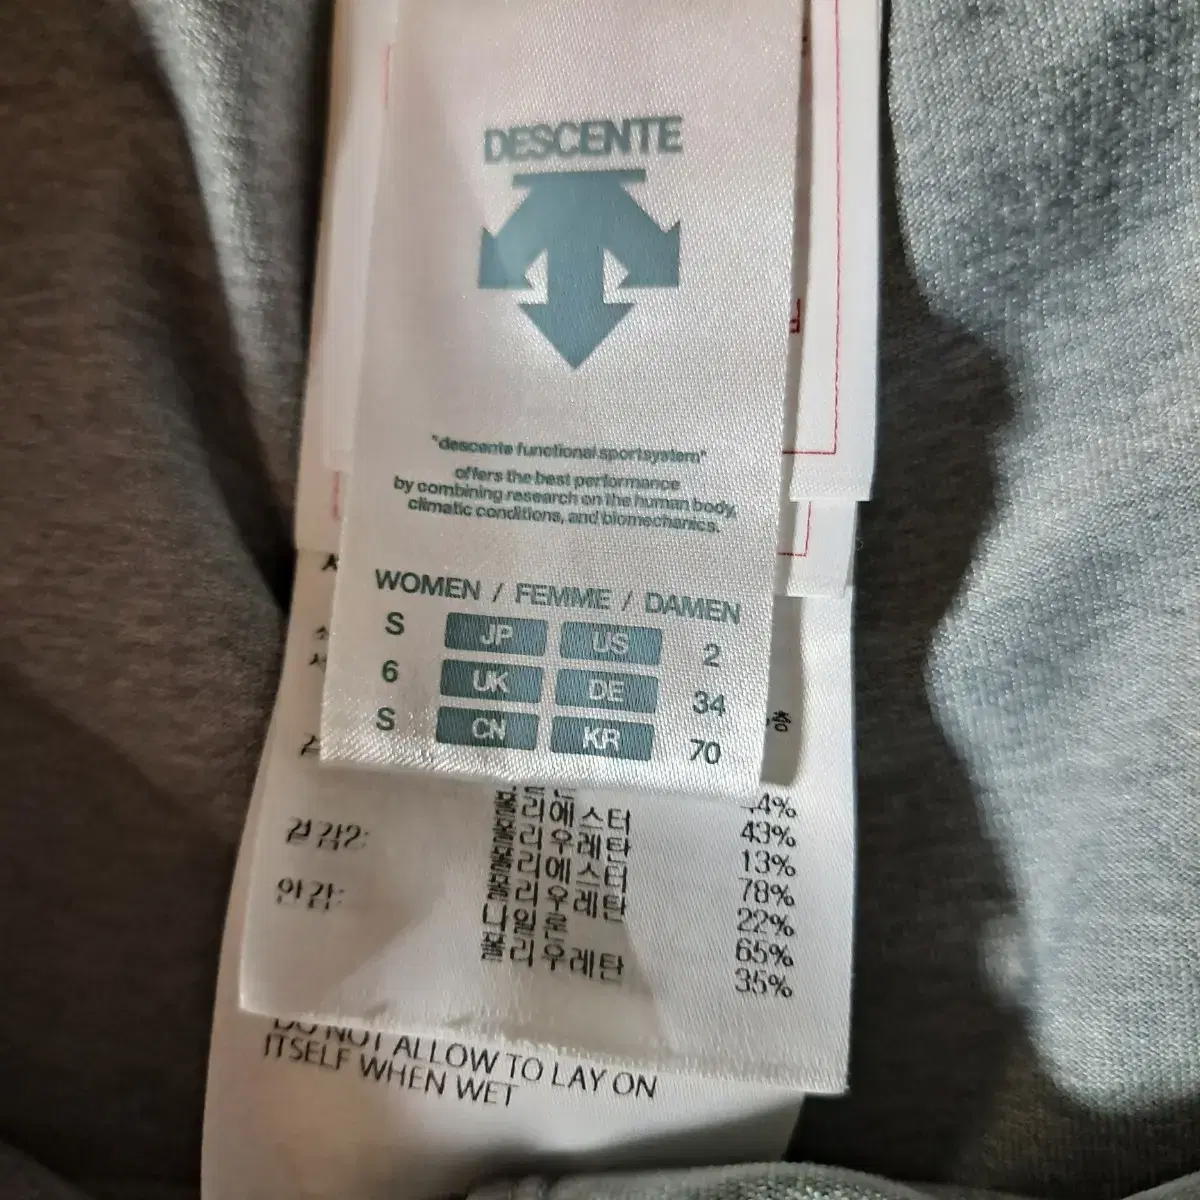 DESCENTE
"descente functional sportsystem"
offers the best performance
by combining research on the human body,
climatic conditions, and biomechanics.
WOMEN / FEMME / DAMEN
S JP US 2
6 UK DE 34
S CN KR 70
폴리에스터 43%
폴리우레탄 13%
겉감2: 폴리에스터 78%
폴리우레탄 22%
안감: 나일론 65%
폴리우레탄 35%
DO NOT ALLOW TO LAY ON
ITSELF WHEN WET